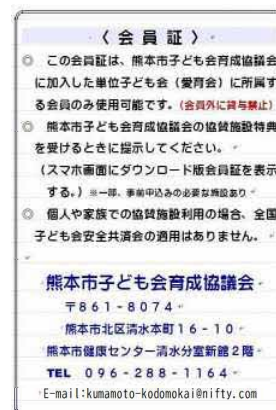 〈 会 員 証 〉
◎ この会員証は、熊本市子ども会育成協議会
に加入した単位子ども会（愛育会）に所属す
る会員のみ使用可能です。(会員外に貸与禁止)
◎ 熊本市子ども会育成協議会の協賛施設特典
を受けるときに提示してください。
（スマホ画面にダウンロード版会員証を表示
する。）※一部、事前申込みの必要な施設あり
◎ 個人や家族での協賛施設利用の場合、全国
子ども会安全共済会の適用はありません。
熊本市子ども会育成協議会
〒861-8074
熊本市北区清水本町16-10
熊本市健康センター清水分室新館2階
TEL 096-288-1164
E-mail:kumamoto-kodomokai@nifty.com